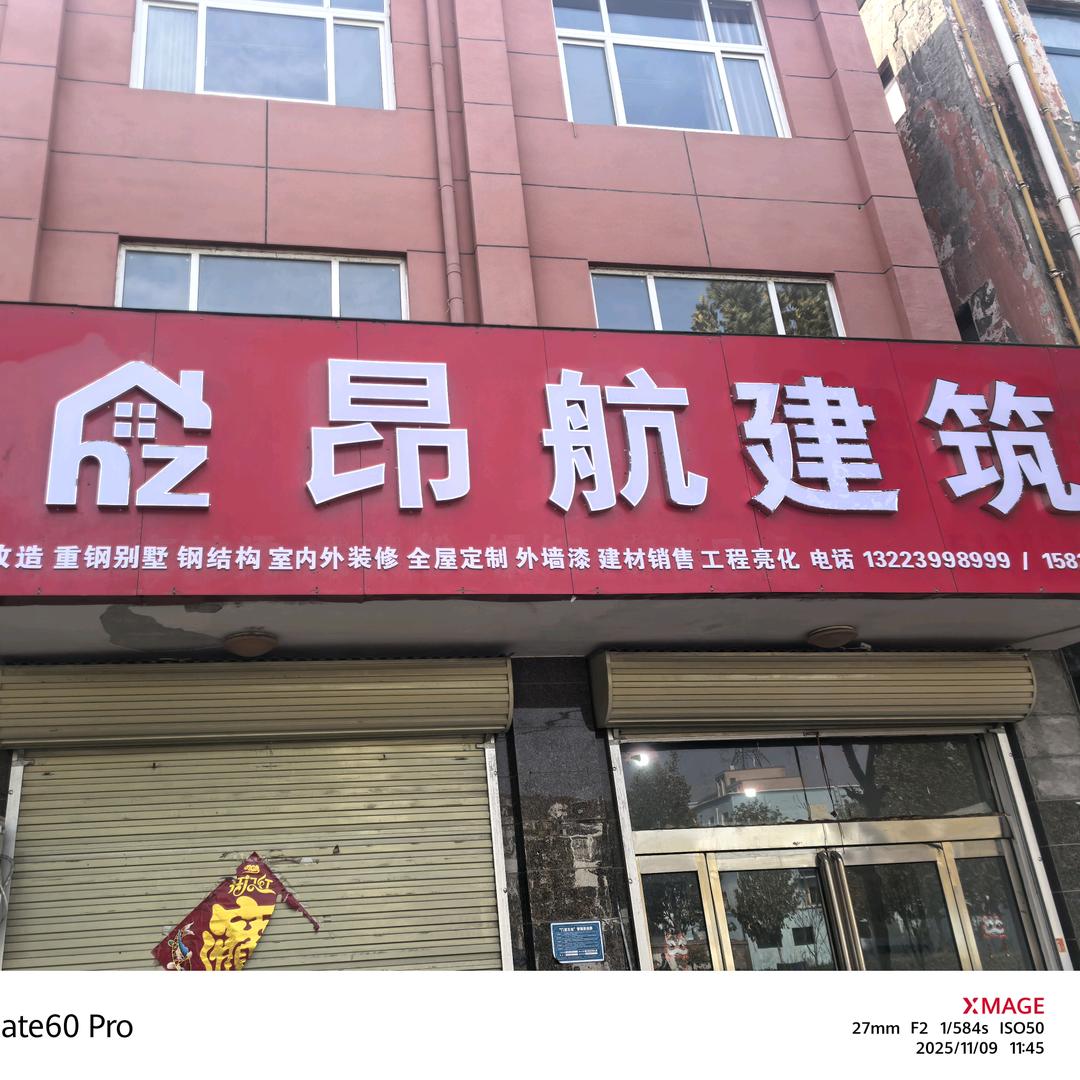 hz
昂航建筑
改造 重钢别墅 钢结构 室内外装修 全屋定制 外墙漆 建材销售 工程亮化 电话 13223998999 / 158
满
ate60 Pro
XMAGE
27mm F2 1/584s ISO50
2025/11/09 11:45